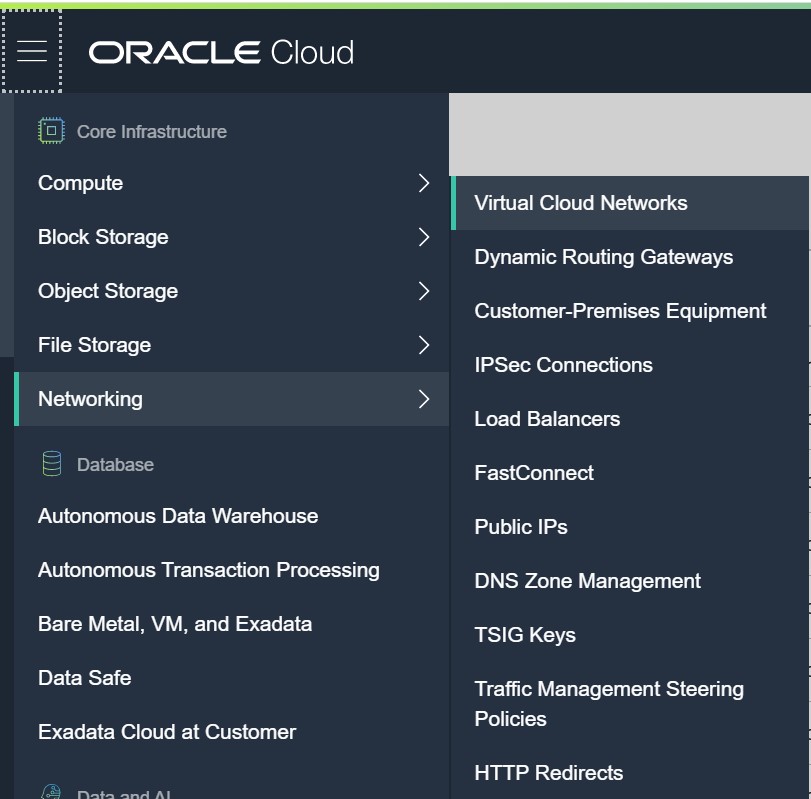 ORACLE Cloud
Core Infrastructure
Compute
Block Storage
Object Storage
File Storage
Networking
Database
Autonomous Data Warehouse
Autonomous Transaction Processing
Bare Metal, VM, and Exadata
Data Safe
Exadata Cloud at Customer
Data and AI
Virtual Cloud Networks
Dynamic Routing Gateways
Customer-Premises Equipment
IPSec Connections
Load Balancers
FastConnect
Public IPs
DNS Zone Management
TSIG Keys
Traffic Management Steering
Policies
HTTP Redirects